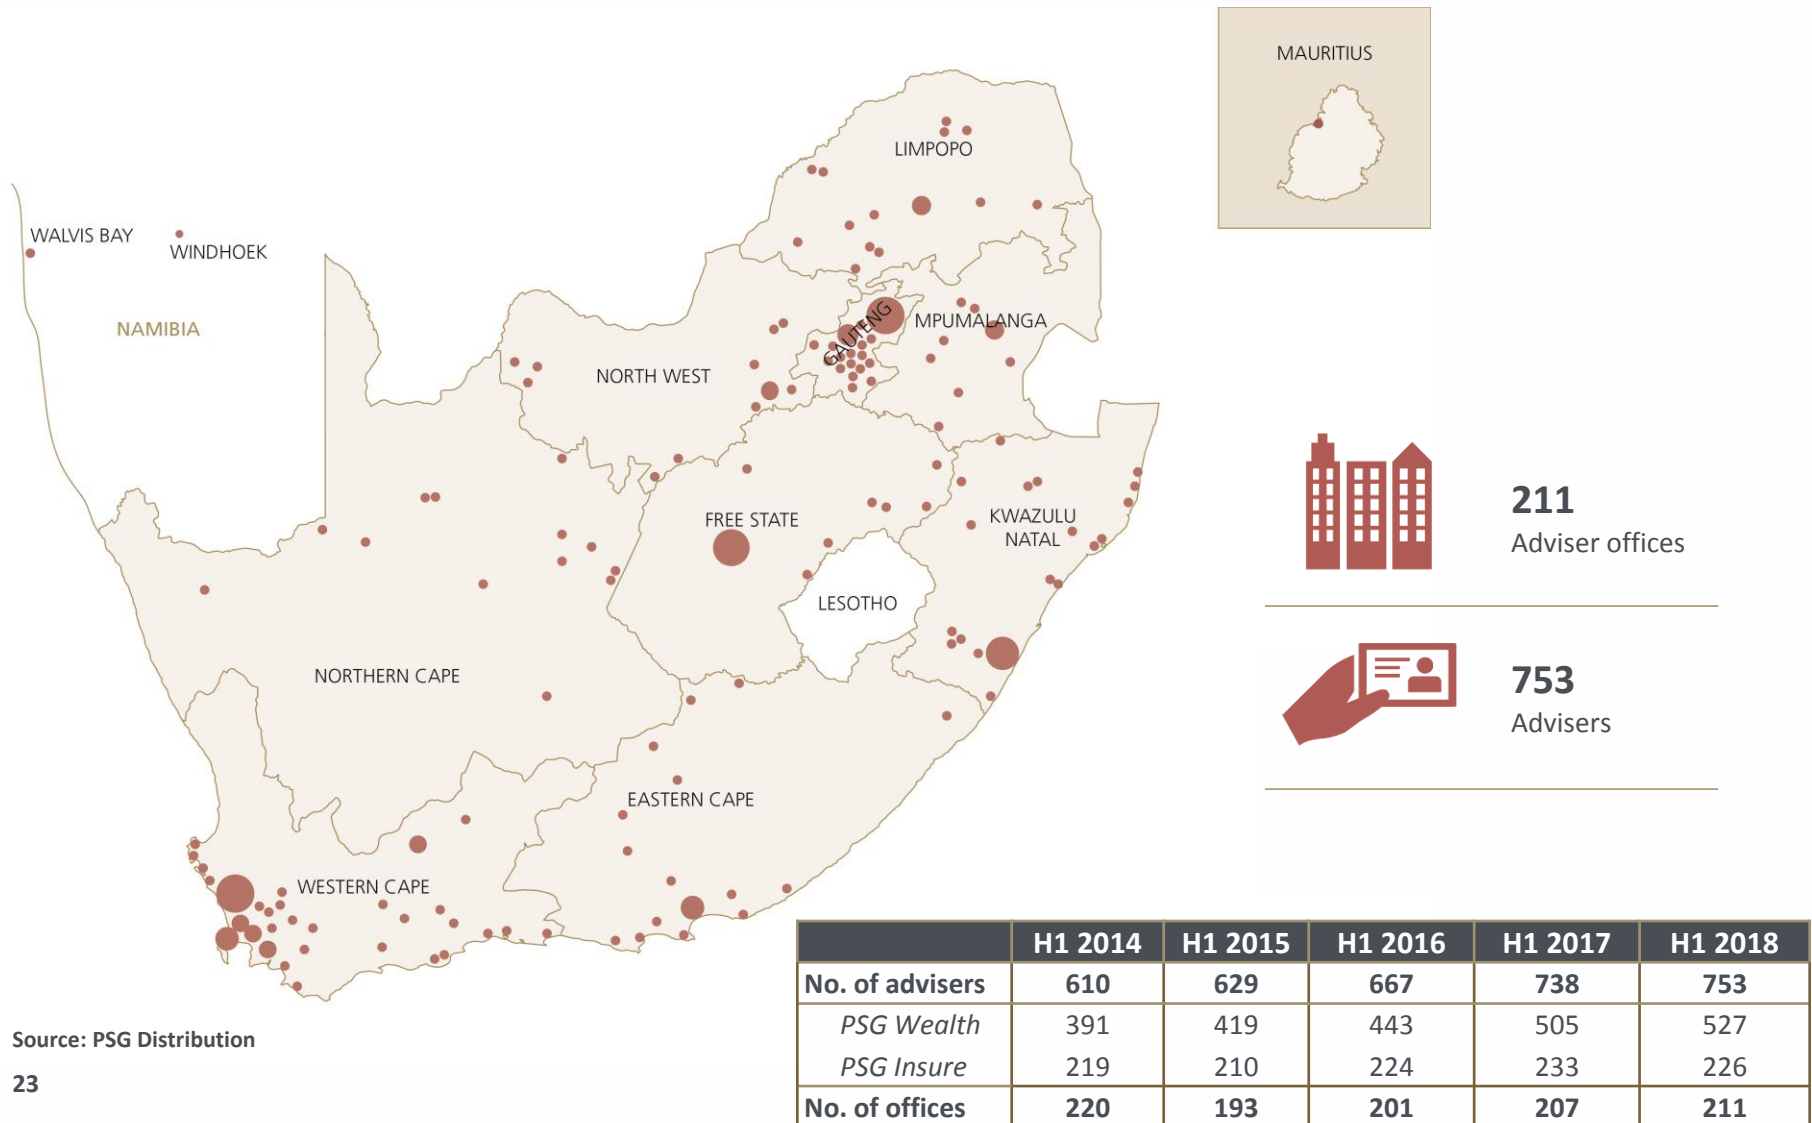 MAURITIUS
LIMPOPO
WALVIS BAY
WINDHOEK
NAMIBIA
GAUTENG
MPUMALANGA
NORTH WEST
FREE STATE
KWAZULU
NATAL
LESOTHO
NORTHERN CAPE
EASTERN CAPE
WESTERN CAPE
211
Adviser offices
753
Advisers
H1 2014 H1 2015 H1 2016 H1 2017 H1 2018
No. of advisers 610 629 667 738 753
PSG Wealth 391 419 443 505 527
PSG Insure 219 210 224 233 226
No. of offices 220 193 201 207 211
Source: PSG Distribution
23